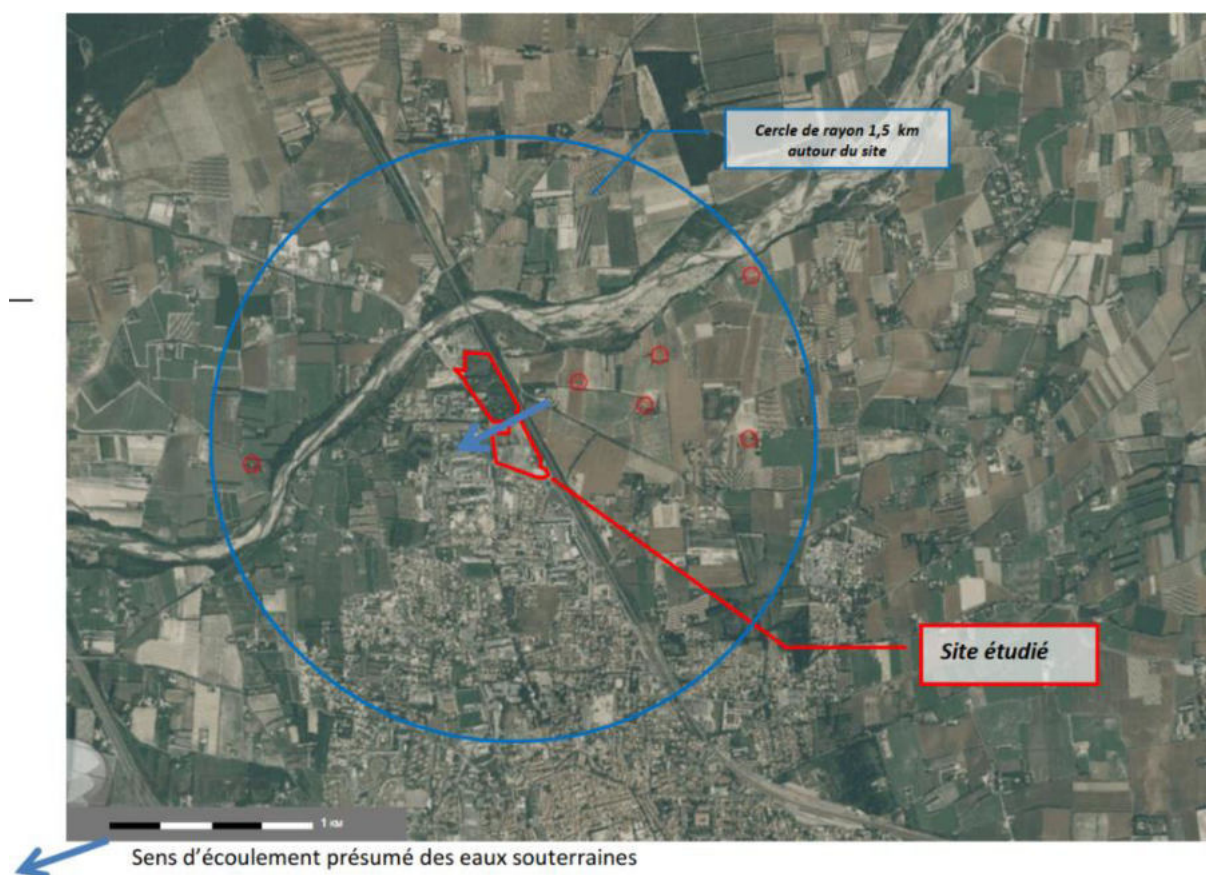 Cercle de rayon 1,5 km
autour du site
Site étudié
1 KM
Sens d'écoulement présumé des eaux souterraines